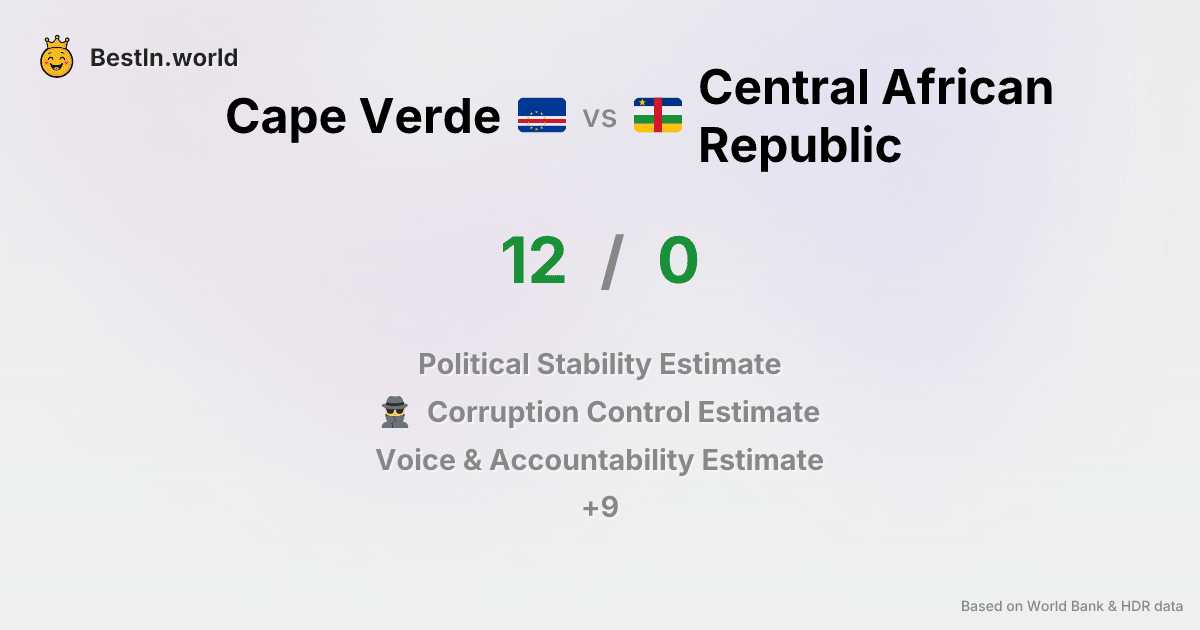 BestIn.world
Cape Verde vs Central African
Republic
12 / 0
Political Stability Estimate
Corruption Control Estimate
Voice & Accountability Estimate
+9
Based on World Bank & HDR data